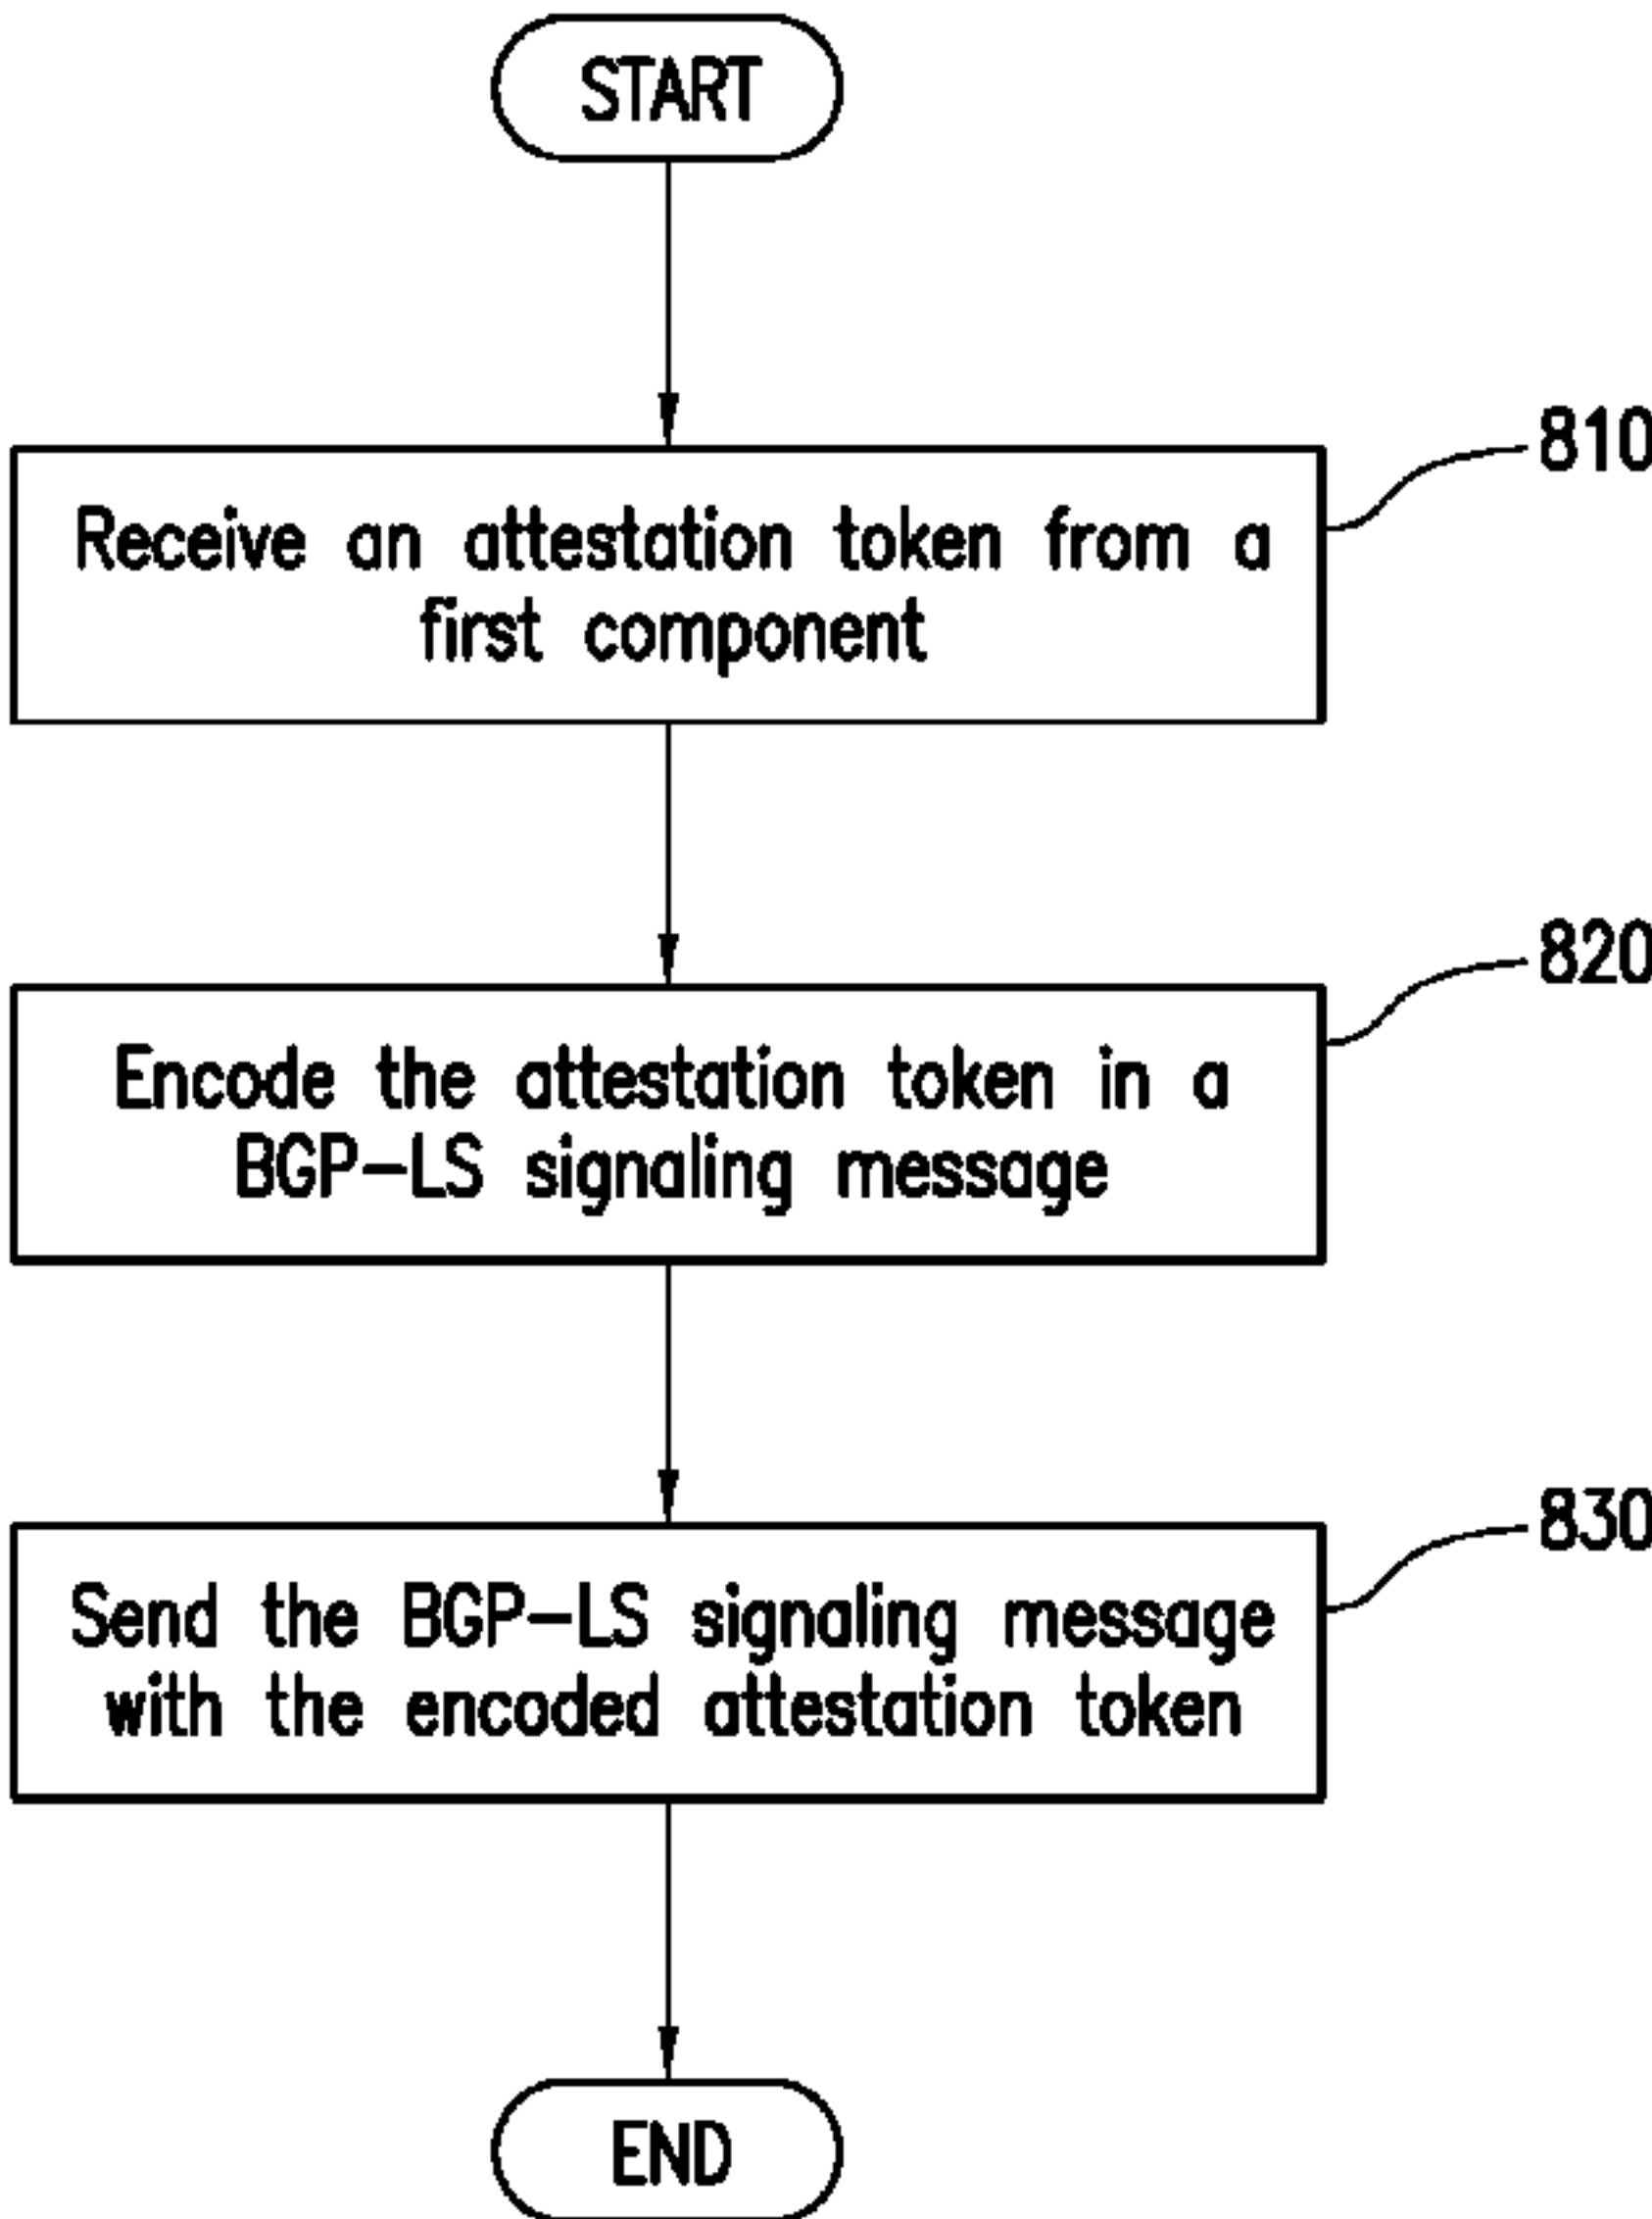 START
810
Receive an attestation token from a
first component
820
Encode the attestation token in a
BGP-LS signaling message
830
Send the BGP-LS signaling message
with the encoded attestation token
END